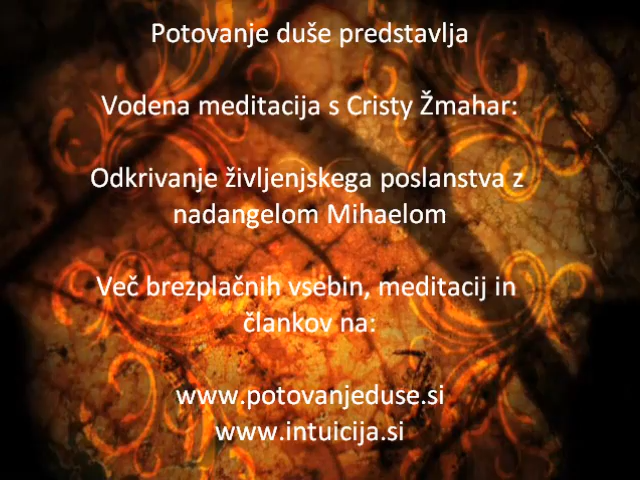 Potovanje duše predstavlja
Vodena meditacija s Cristy Žmahar:
Odkrivanje življenjskega poslanstva z
nadangelom Mihaelom
Več brezplačnih vsebin, meditacij in
člankov na:
www.potovanjeduse.si
www.intuicija.si